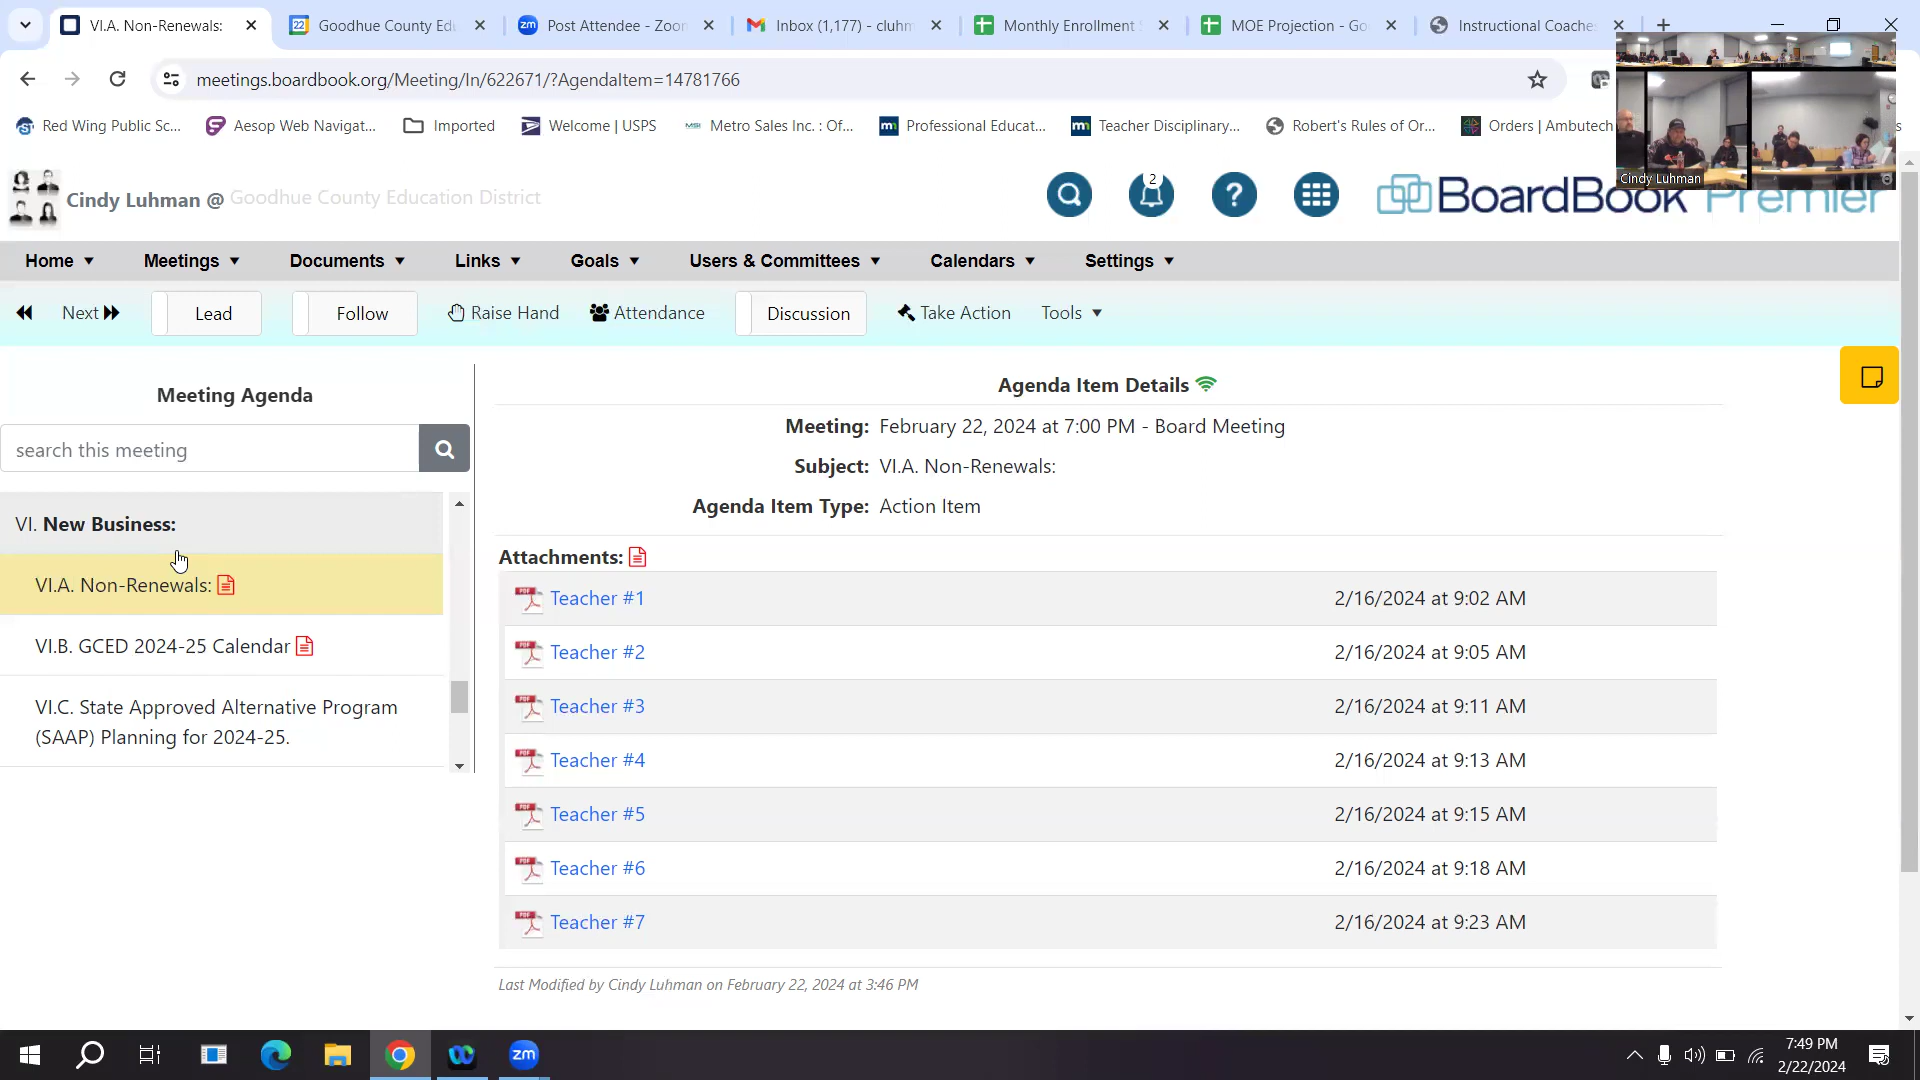 VI.A. Non-Renewals:
Goodhue County Edu
Post Attendee - Zoom
Inbox (1,177) - cluhm
Monthly Enrollment S
MOE Projection - Go
Instructional Coache
meetings.boardbook.org/Meeting/In/622671/?AgendaItem=14781766
Red Wing Public Sc...
Aesop Web Navigat...
Imported
Welcome | USPS
Metro Sales Inc. : Of...
Professional Educat...
Teacher Disciplinary...
Robert's Rules of Or...
Orders | Ambutech
Cindy Luhman
Cindy Luhman @ Goodhue County Education District
2
BoardBook Premier
Home
Meetings
Documents
Links
Goals
Users & Committees
Calendars
Settings
Next
Lead
Follow
Raise Hand
Attendance
Discussion
Take Action
Tools
Meeting Agenda
search this meeting
VI. New Business:
VI.A. Non-Renewals:
VI.B. GCED 2024-25 Calendar
VI.C. State Approved Alternative Program
(SAAP) Planning for 2024-25.
Agenda Item Details
Meeting: February 22, 2024 at 7:00 PM - Board Meeting
Subject: VI.A. Non-Renewals:
Agenda Item Type: Action Item
Attachments:
Teacher #1 2/16/2024 at 9:02 AM
Teacher #2 2/16/2024 at 9:05 AM
Teacher #3 2/16/2024 at 9:11 AM
Teacher #4 2/16/2024 at 9:13 AM
Teacher #5 2/16/2024 at 9:15 AM
Teacher #6 2/16/2024 at 9:18 AM
Teacher #7 2/16/2024 at 9:23 AM
Last Modified by Cindy Luhman on February 22, 2024 at 3:46 PM
zm
7:49 PM
2/22/2024